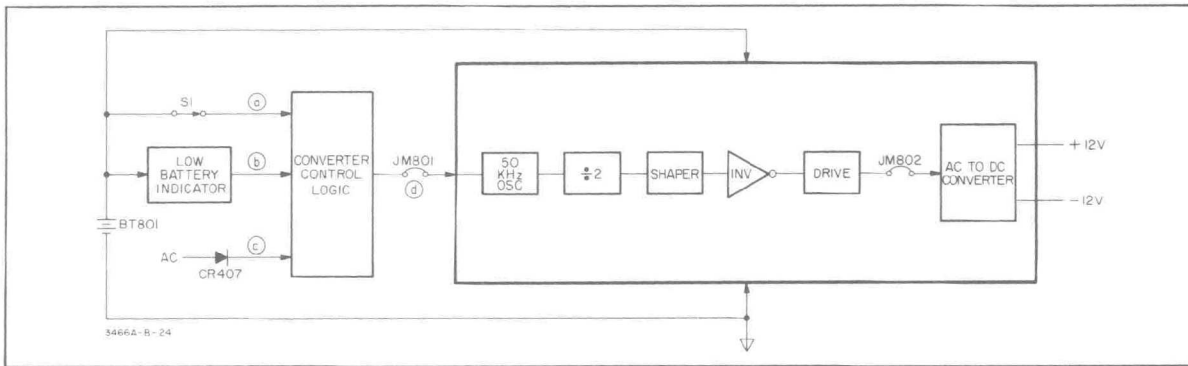 S1
(a)
LOW
BATTERY
INDICATOR
(b)
BT801
AC
CR407
(c)
CONVERTER
CONTROL
LOGIC
JM801
(d)
50
KHz
OSC
÷2
SHAPER
INV
DRIVE
JM802
AC TO DC
CONVERTER
+12V
-12V
3466A-B-24